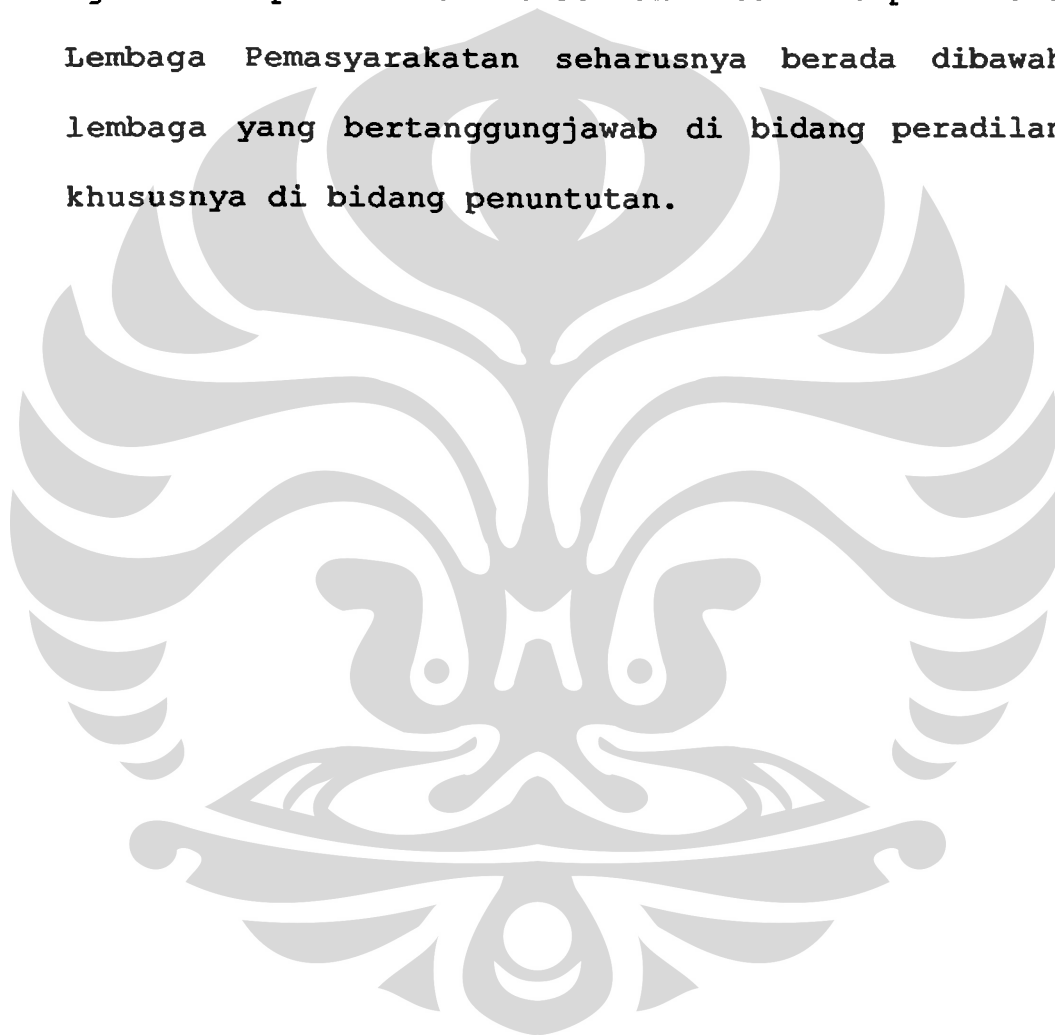 Lembaga Pemasyarakatan seharusnya berada dibawah
lembaga yang bertanggungjawab di bidang peradilan
khususnya di bidang penuntutan.